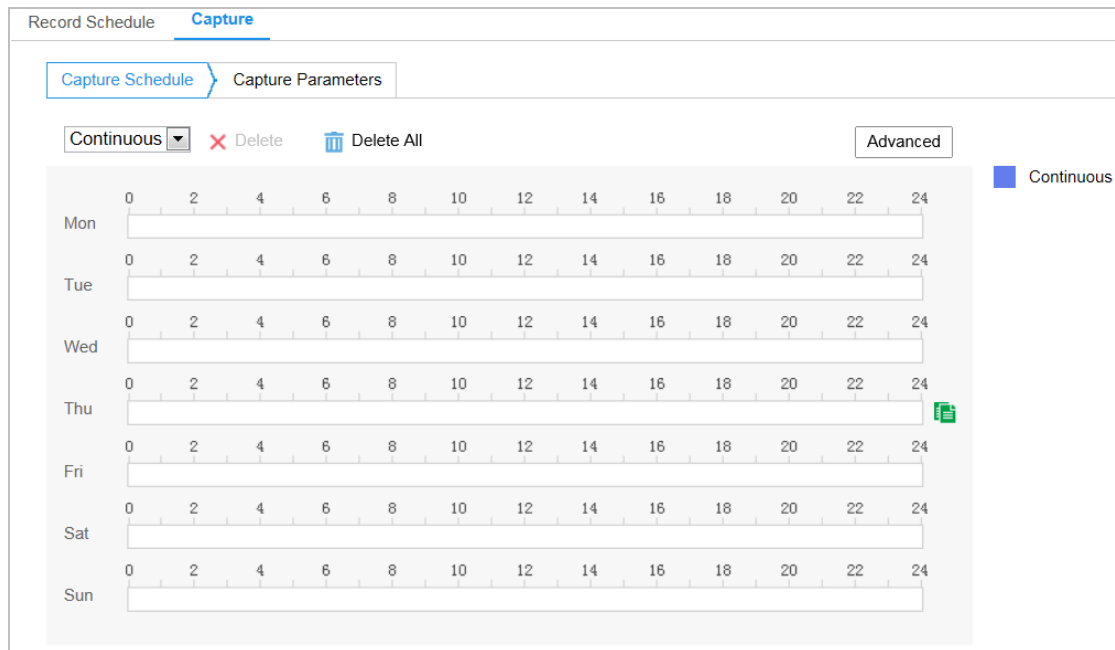 Record Schedule Capture
Capture Schedule Capture Parameters
Continuous Delete Delete All Advanced
Continuous
0 2 4 6 8 10 12 14 16 18 20 22 24
Mon
0 2 4 6 8 10 12 14 16 18 20 22 24
Tue
0 2 4 6 8 10 12 14 16 18 20 22 24
Wed
0 2 4 6 8 10 12 14 16 18 20 22 24
Thu
0 2 4 6 8 10 12 14 16 18 20 22 24
Fri
0 2 4 6 8 10 12 14 16 18 20 22 24
Sat
0 2 4 6 8 10 12 14 16 18 20 22 24
Sun